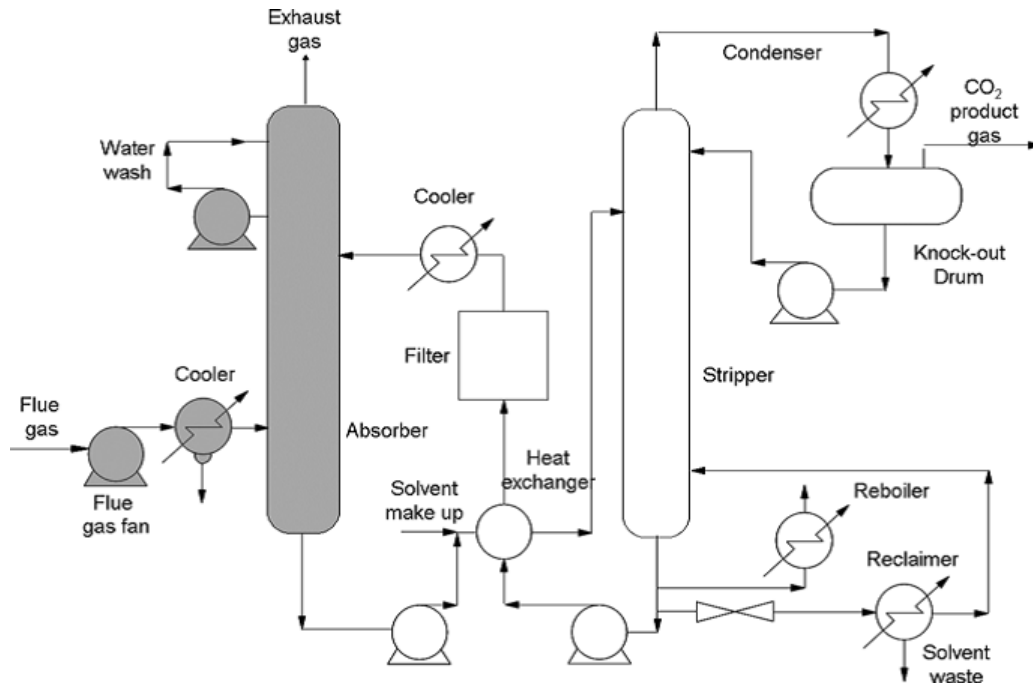 Exhaust
gas
Condenser
CO₂
product
gas
Water
wash
Cooler
Knock-out
Drum
Filter
Cooler
Stripper
Flue
gas
Absorber
Flue
gas fan
Heat
exchanger
Solvent
make up
Reboiler
Reclaimer
Solvent
waste